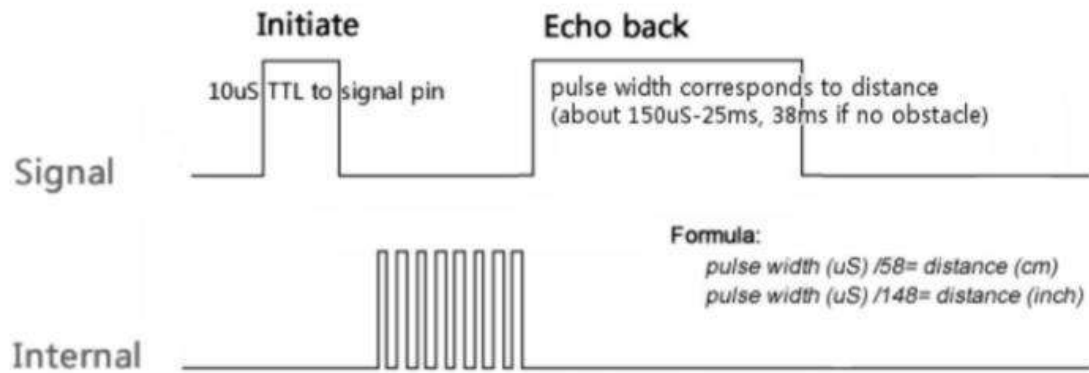 Initiate
Echo back
10uS TTL to signal pin
pulse width corresponds to distance
(about 150uS-25ms, 38ms if no obstacle)
Signal
Formula:
pulse width (uS) /58= distance (cm)
pulse width (uS) /148= distance (inch)
Internal